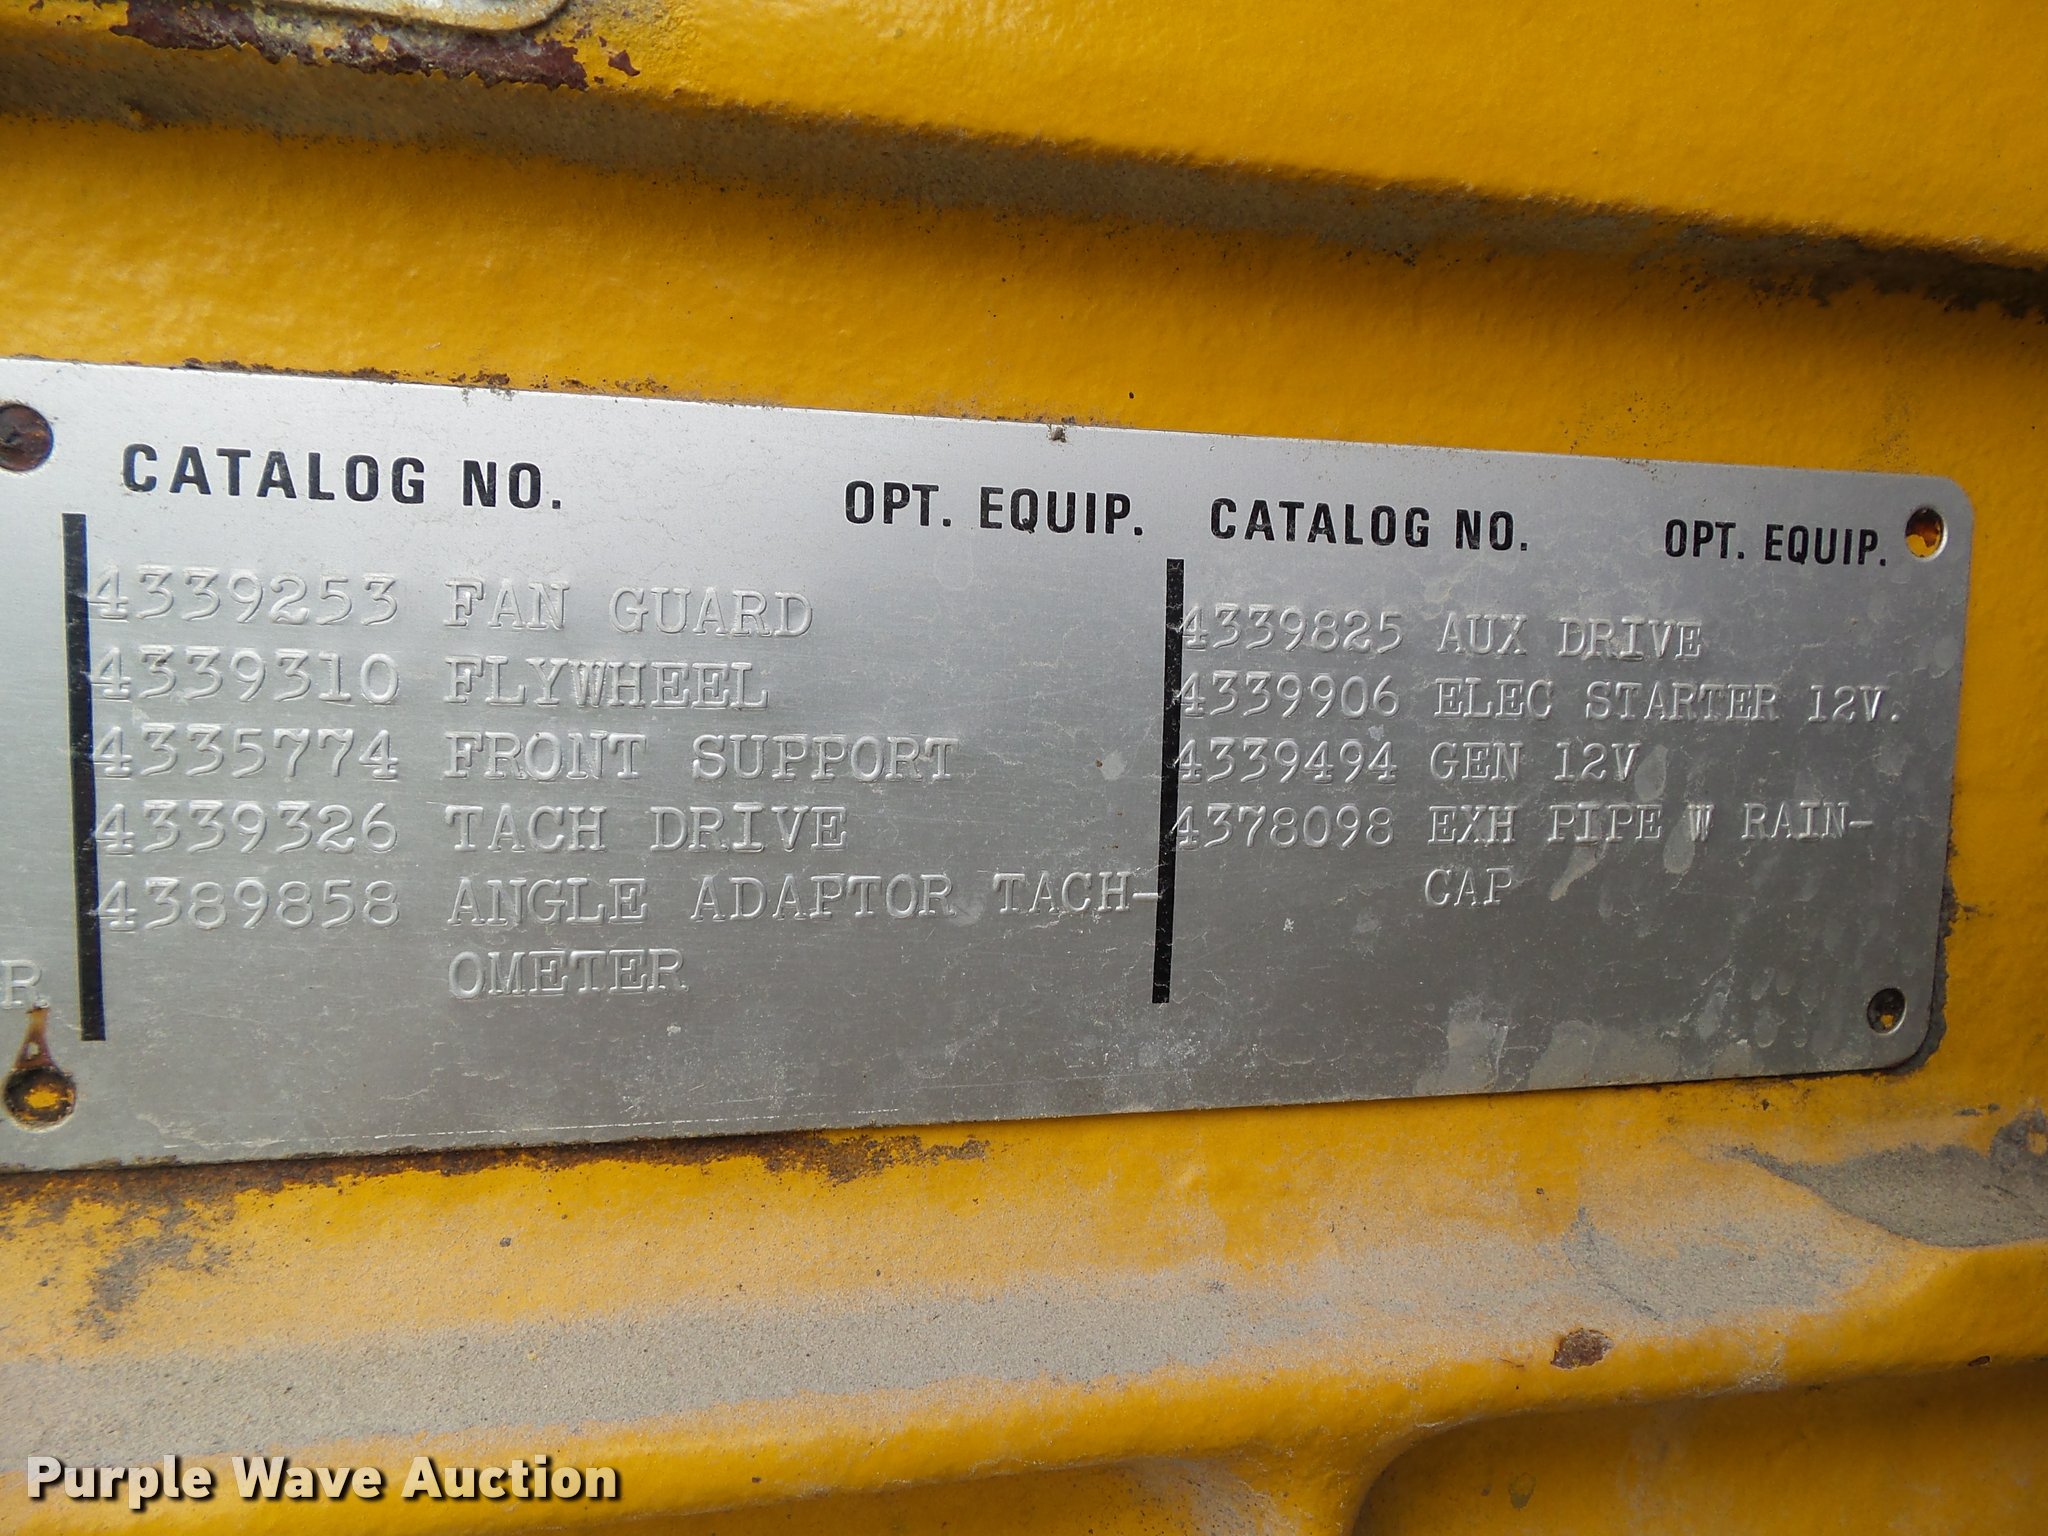 CATALOG NO. OPT. EQUIP.
4339253 FAN GUARD
4339310 FLYWHEEL
4335774 FRONT SUPPORT
4339326 TACH DRIVE
4389858 ANGLE ADAPTOR TACH-
OMETER
R
CATALOG NO. OPT. EQUIP.
4339825 AUX DRIVE
4339906 ELEC STARTER 12V.
4339494 GEN 12V
4378098 EXH PIPE W RAIN-
CAP
Purple Wave Auction